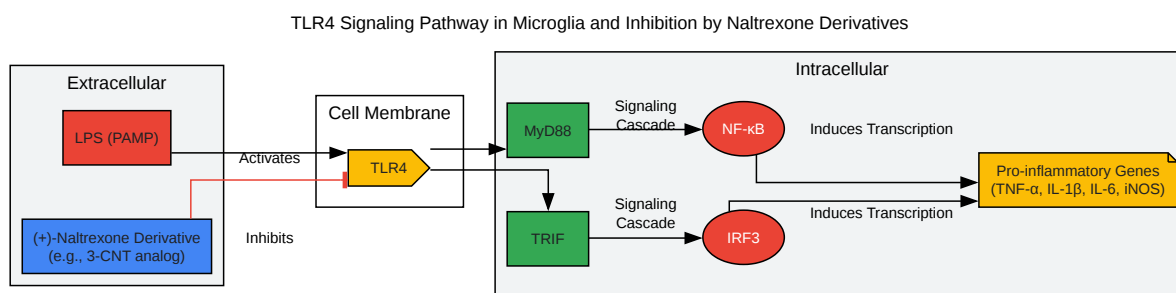 TLR4 Signaling Pathway in Microglia and Inhibition by Naltrexone Derivatives
Extracellular
LPS (PAMP)
Activates
(+)-Naltrexone Derivative
(e.g., 3-CNT analog)
Inhibits
Cell Membrane
TLR4
Intracellular
MyD88
Signaling
Cascade
NF-κB
Induces Transcription
TRIF
Signaling
Cascade
IRF3
Induces Transcription
Pro-inflammatory Genes
(TNF-α, IL-1β, IL-6, iNOS)